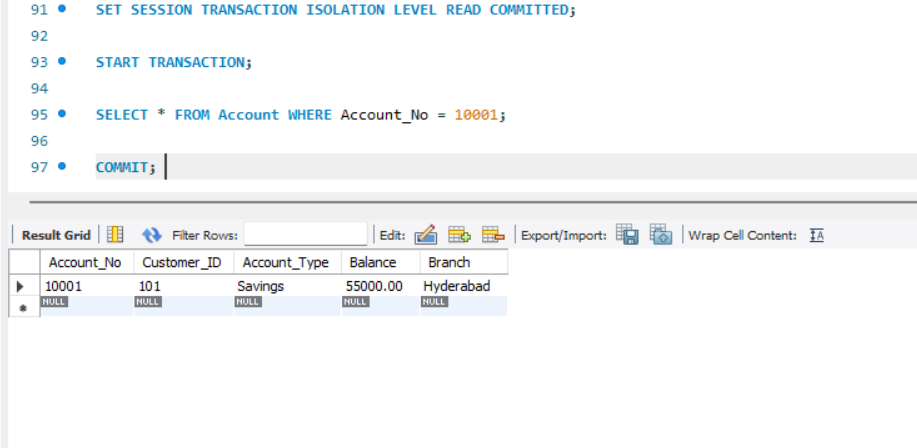 91 SET SESSION TRANSACTION ISOLATION LEVEL READ COMMITTED;
92
93 START TRANSACTION;
94
95 SELECT * FROM Account WHERE Account_No = 10001;
96
97 COMMIT;
Result Grid Filter Rows: Edit: Export/Import: Wrap Cell Content: IA
Account_No Customer_ID Account_Type Balance Branch
10001 101 Savings 55000.00 Hyderabad
NULL NULL NULL NULL NULL